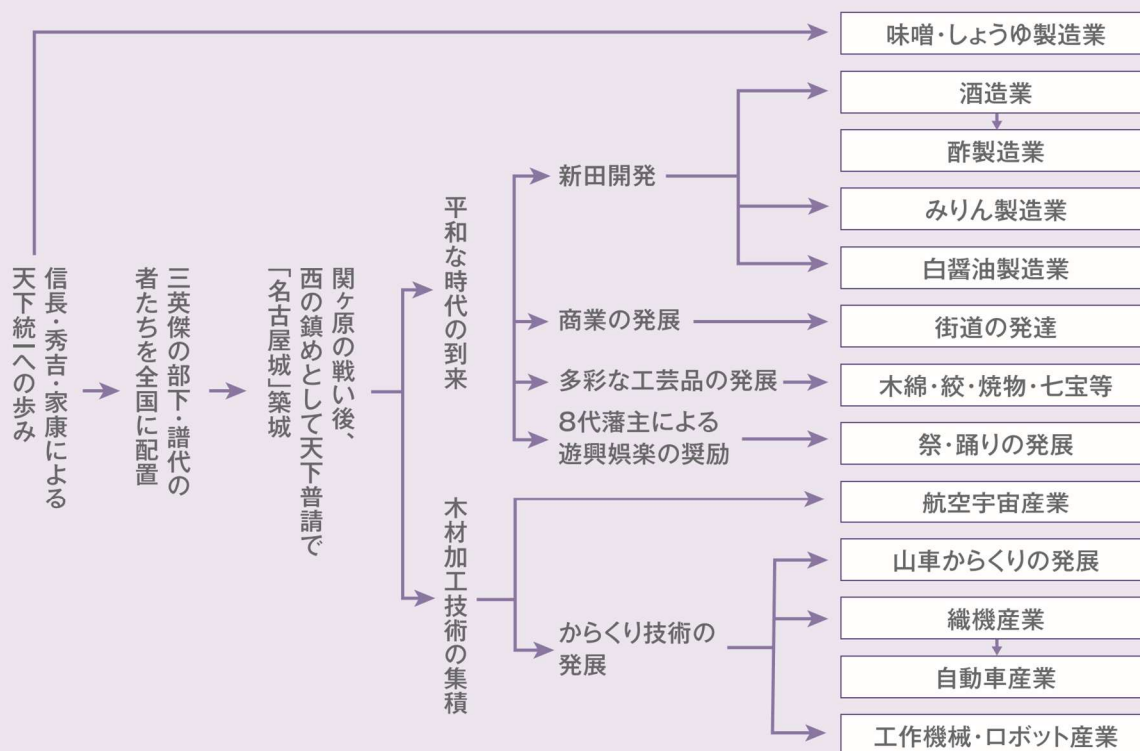 信長・秀吉・家康による
天下統一への歩み
三英傑の部下・譜代の
者たちを全国に配置
関ヶ原の戦い後、
西の鎮めとして天下普請で
「名古屋城」築城
平和な時代の到来
木材加工技術の集積
新田開発
商業の発展
多彩な工芸品の発展
8代藩主による
遊興娯楽の奨励
からくり技術の
発展
味噌・しょうゆ製造業
酒造業
酢製造業
みりん製造業
白醤油製造業
街道の発達
木綿・絞・焼物・七宝等
祭・踊りの発展
航空宇宙産業
山車からくりの発展
織機産業
自動車産業
工作機械・ロボット産業